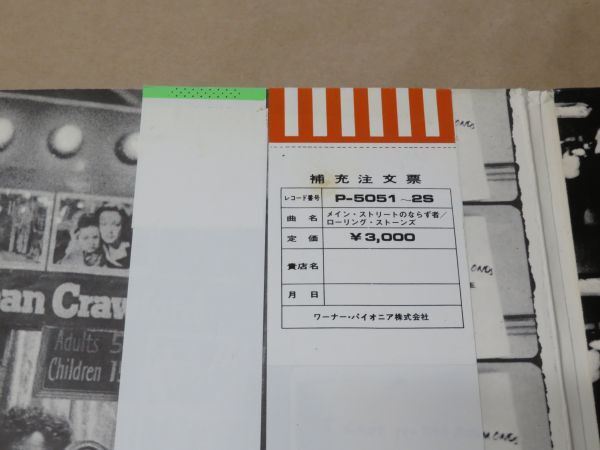 補充注文票
レコード番号 P-5051～2S
曲名 メイン・ストリートのならず者／
ローリング・ストーンズ
定価 ¥3,000
貴店名
月日
ワーナー・パイオニア株式会社
an Craw
Adults 5
Children 1
ONES
ONES
ONES